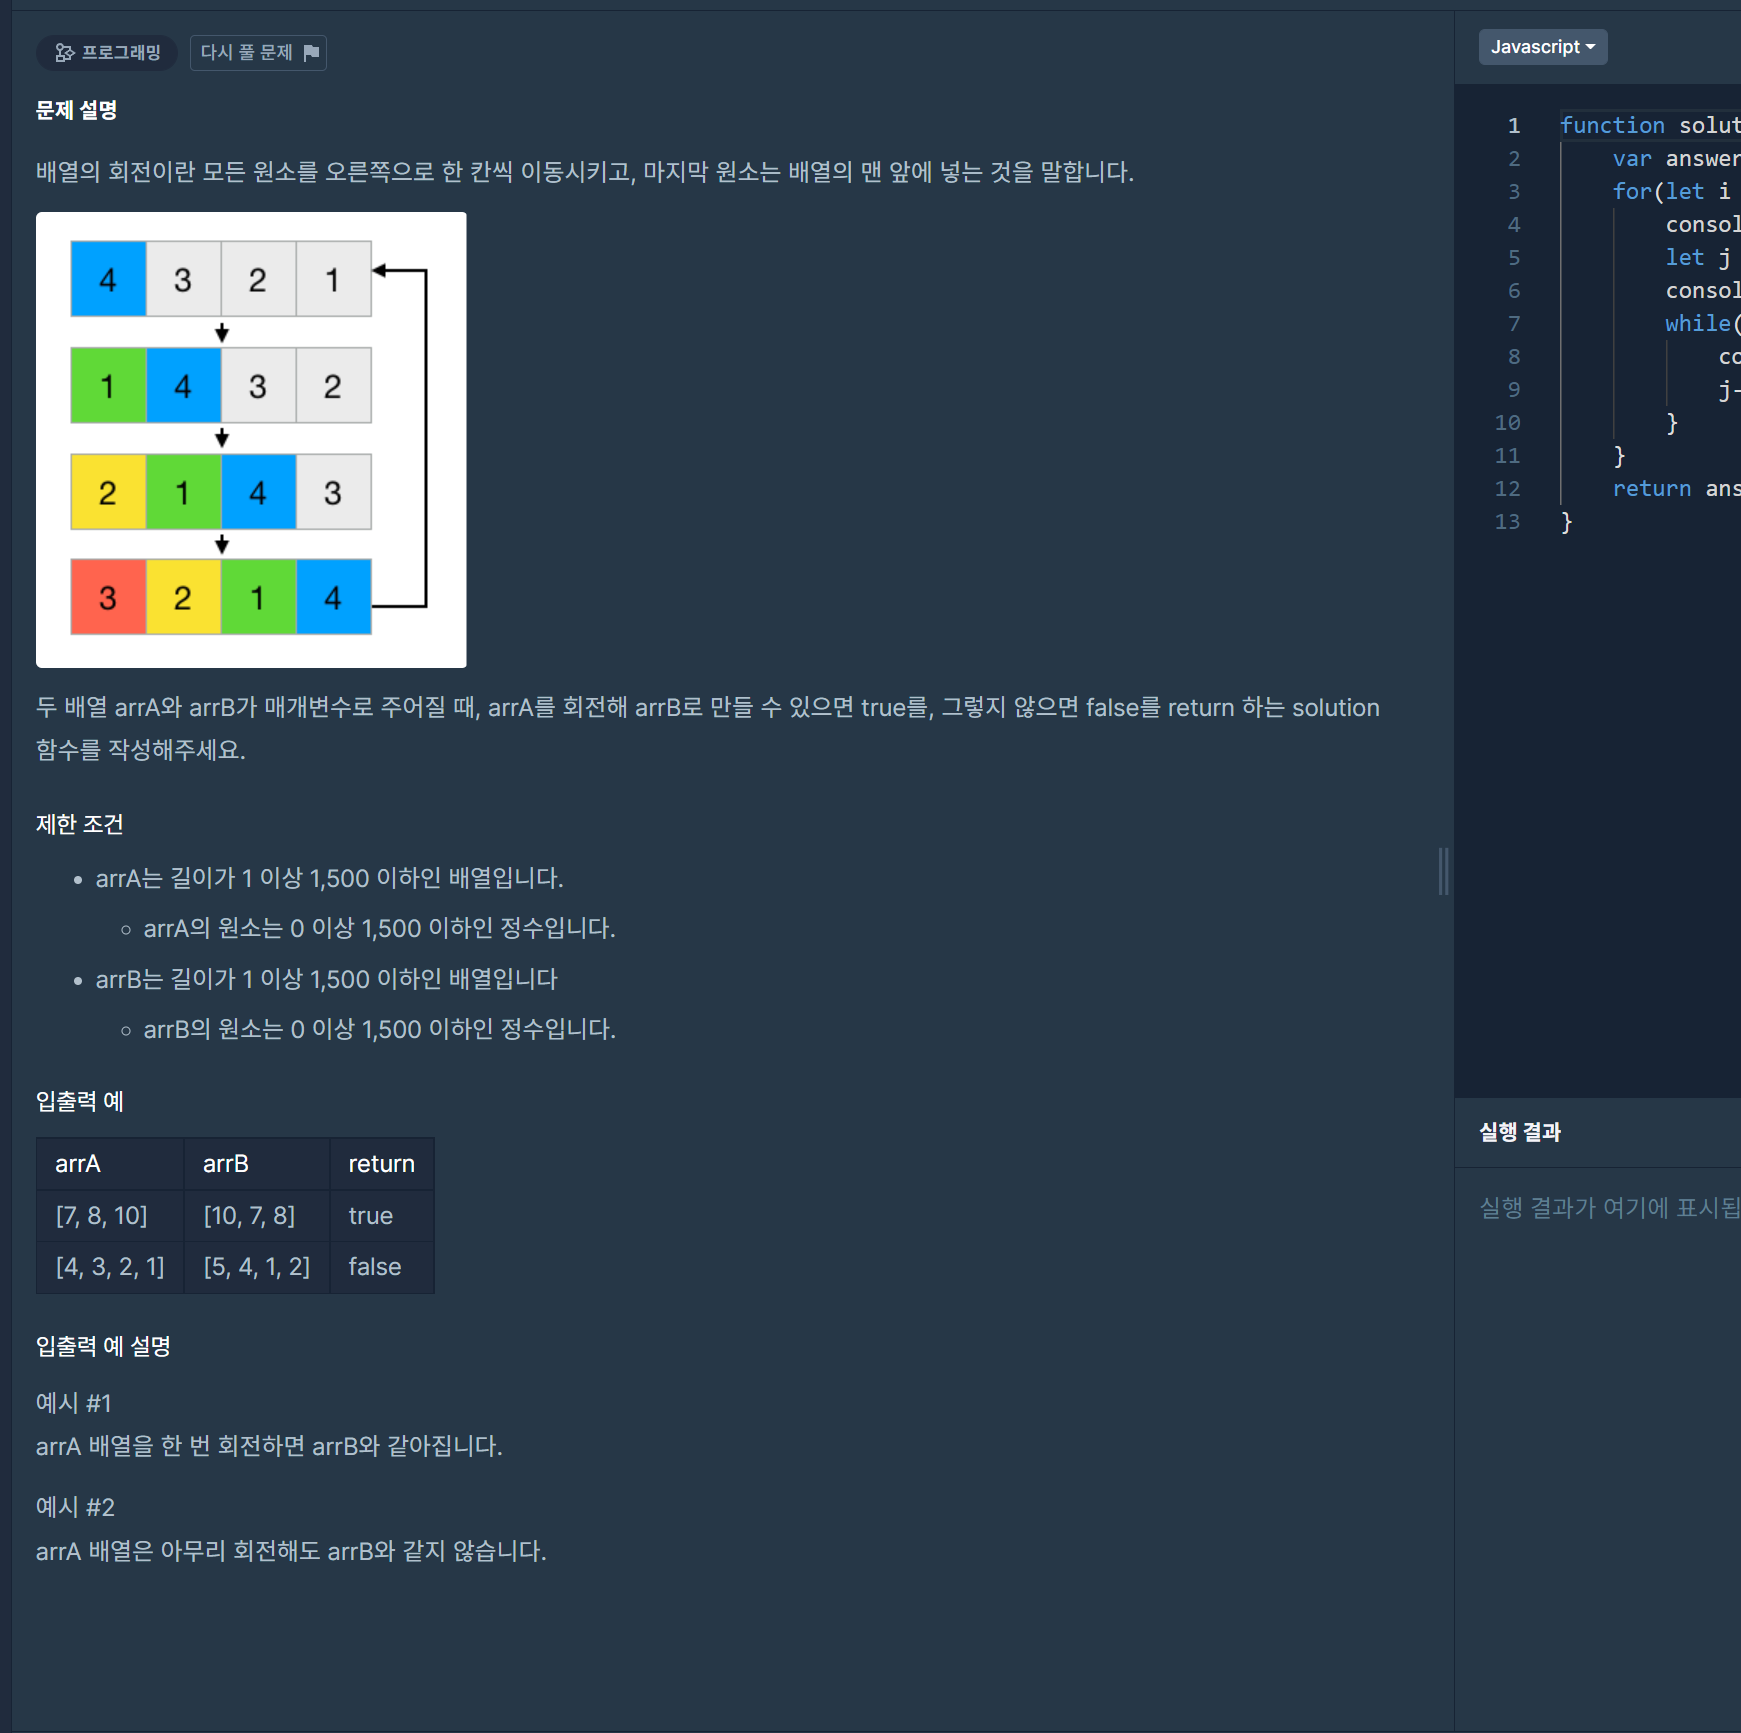 프로그래밍 다시 풀 문제
문제 설명
배열의 회전이란 모든 원소를 오른쪽으로 한 칸씩 이동시키고, 마지막 원소는 배열의 맨 앞에 넣는 것을 말합니다.
4 3 2 1
1 4 3 2
2 1 4 3
3 2 1 4
두 배열 arrA와 arrB가 매개변수로 주어질 때, arrA를 회전해 arrB로 만들 수 있으면 true를, 그렇지 않으면 false를 return 하는 solution
함수를 작성해주세요.
제한 조건
• arrA는 길이가 1 이상 1,500 이하인 배열입니다.
◦ arrA의 원소는 0 이상 1,500 이하인 정수입니다.
• arrB는 길이가 1 이상 1,500 이하인 배열입니다
◦ arrB의 원소는 0 이상 1,500 이하인 정수입니다.
입출력 예
arrA arrB return
[7, 8, 10] [10, 7, 8] true
[4, 3, 2, 1] [5, 4, 1, 2] false
입출력 예 설명
예시 #1
arrA 배열을 한 번 회전하면 arrB와 같아집니다.
예시 #2
arrA 배열은 아무리 회전해도 arrB와 같지 않습니다.
Javascript
1 function solut
2 var answer
3 for(let i
4 consol
5 let j
6 consol
7 while(
8 co
9 j-
10 }
11 }
12 return ans
13 }
실행 결과
실행 결과가 여기에 표시됩